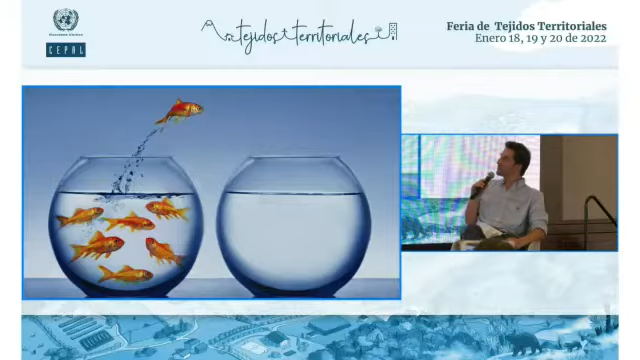 CEPAL
tejidos territoriales
Feria de Tejidos Territoriales
Enero 18, 19 y 20 de 2022